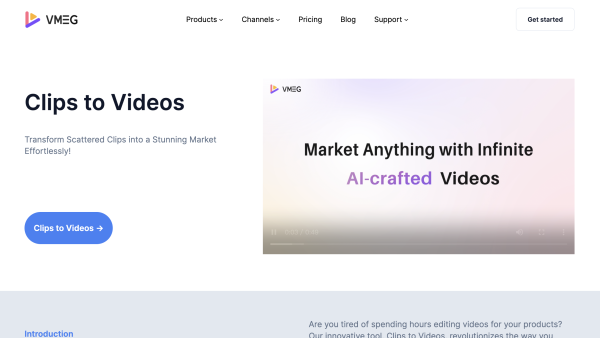 VMEG
Products
Channels
Pricing
Blog
Support
Get started
Clips to Videos
Transform Scattered Clips into a Stunning Market
Effortlessly!
Clips to Videos →
VMEG
Market Anything with Infinite
AI-crafted Videos
Introduction
Are you tired of spending hours editing videos for your products?
Our innovative tool, Clips to Videos, revolutionizes the way you